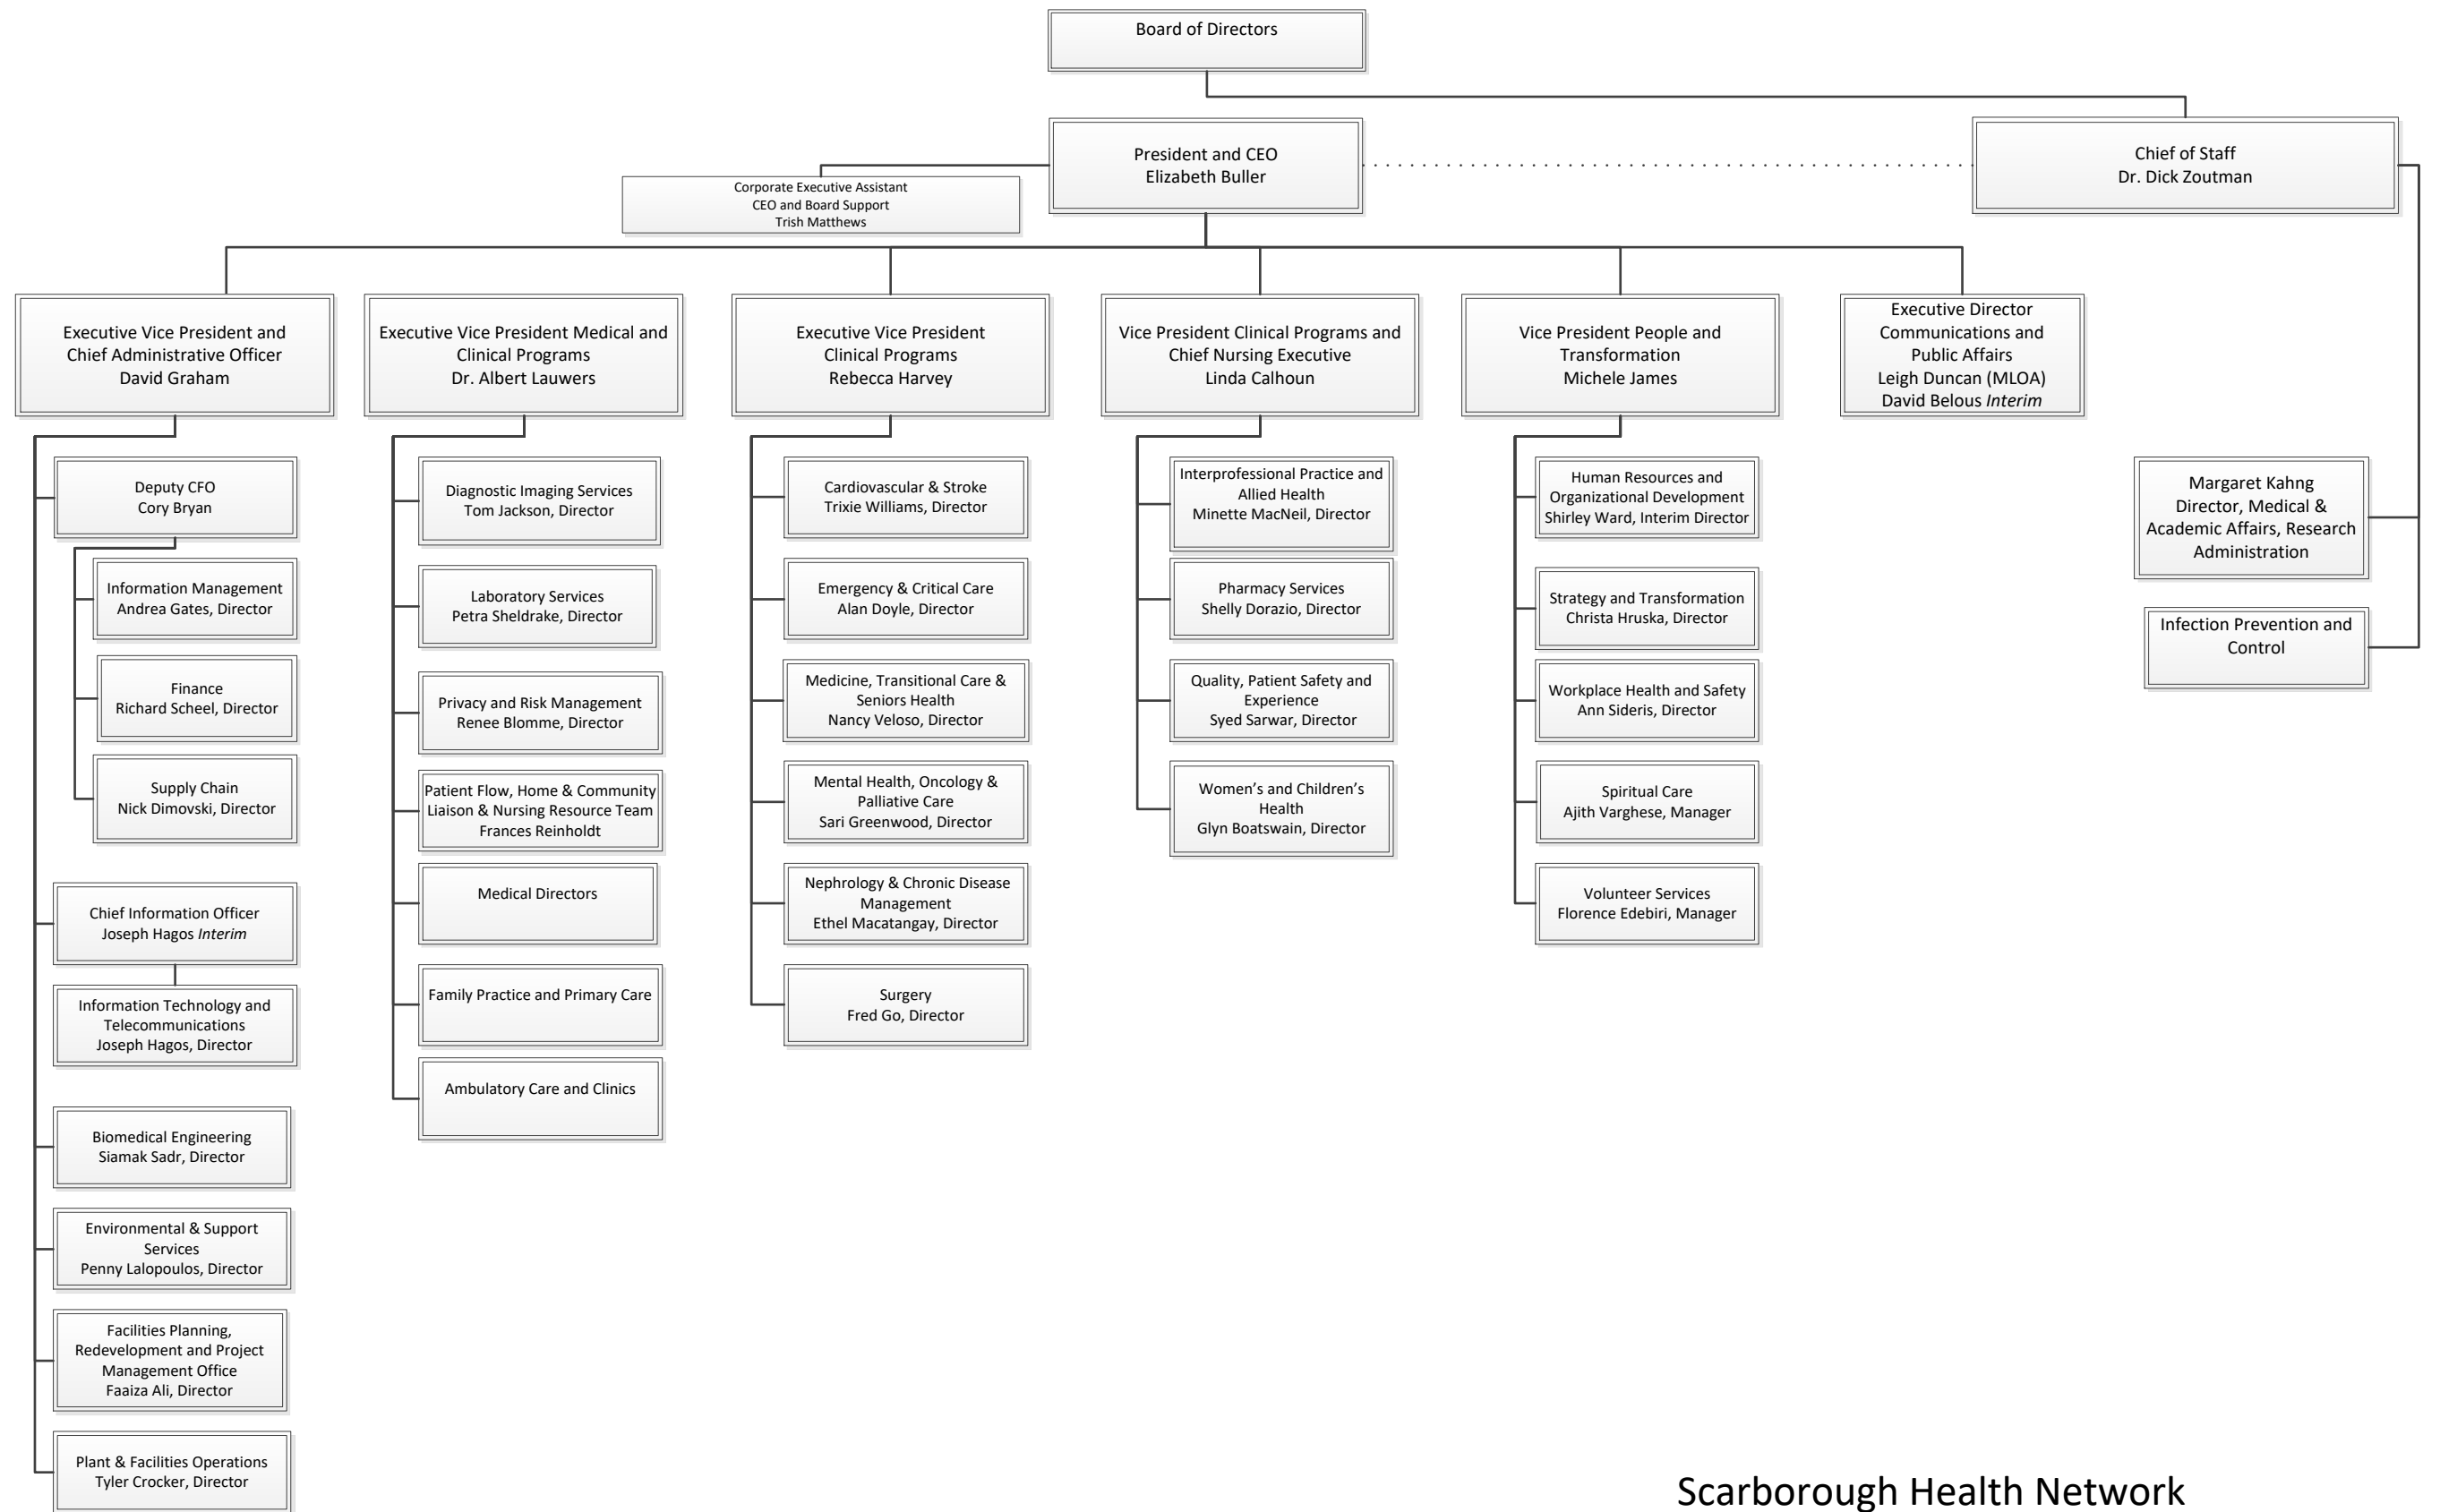 Board of Directors
President and CEO
Elizabeth Buller
Chief of Staff
Dr. Dick Zoutman
Corporate Executive Assistant
CEO and Board Support
Trish Matthews
Executive Vice President and
Chief Administrative Officer
David Graham
Executive Vice President Medical and
Clinical Programs
Dr. Albert Lauwers
Executive Vice President
Clinical Programs
Rebecca Harvey
Vice President Clinical Programs and
Chief Nursing Executive
Linda Calhoun
Vice President People and
Transformation
Michele James
Executive Director
Communications and
Public Affairs
Leigh Duncan (MLOA)
David Belous Interim
Deputy CFO
Cory Bryan
Information Management
Andrea Gates, Director
Finance
Richard Scheel, Director
Supply Chain
Nick Dimovski, Director
Chief Information Officer
Joseph Hagos Interim
Information Technology and
Telecommunications
Joseph Hagos, Director
Biomedical Engineering
Siamak Sadr, Director
Environmental & Support
Services
Penny Lalopoulos, Director
Facilities Planning,
Redevelopment and Project
Management Office
Faaiza Ali, Director
Plant & Facilities Operations
Tyler Crocker, Director
Diagnostic Imaging Services
Tom Jackson, Director
Laboratory Services
Petra Sheldrake, Director
Privacy and Risk Management
Renee Blomme, Director
Patient Flow, Home & Community
Liaison & Nursing Resource Team
Frances Reinholdt
Medical Directors
Family Practice and Primary Care
Ambulatory Care and Clinics
Cardiovascular & Stroke
Trixie Williams, Director
Emergency & Critical Care
Alan Doyle, Director
Medicine, Transitional Care &
Seniors Health
Nancy Veloso, Director
Mental Health, Oncology &
Palliative Care
Sari Greenwood, Director
Nephrology & Chronic Disease
Management
Ethel Macatangay, Director
Surgery
Fred Go, Director
Interprofessional Practice and
Allied Health
Minette MacNeil, Director
Pharmacy Services
Shelly Dorazio, Director
Quality, Patient Safety and
Experience
Syed Sarwar, Director
Women’s and Children’s
Health
Glyn Boatswain, Director
Human Resources and
Organizational Development
Shirley Ward, Interim Director
Strategy and Transformation
Christa Hruska, Director
Workplace Health and Safety
Ann Sideris, Director
Spiritual Care
Ajith Varghese, Manager
Volunteer Services
Florence Edebiri, Manager
Margaret Kahng
Director, Medical &
Academic Affairs, Research
Administration
Infection Prevention and
Control
Scarborough Health Network